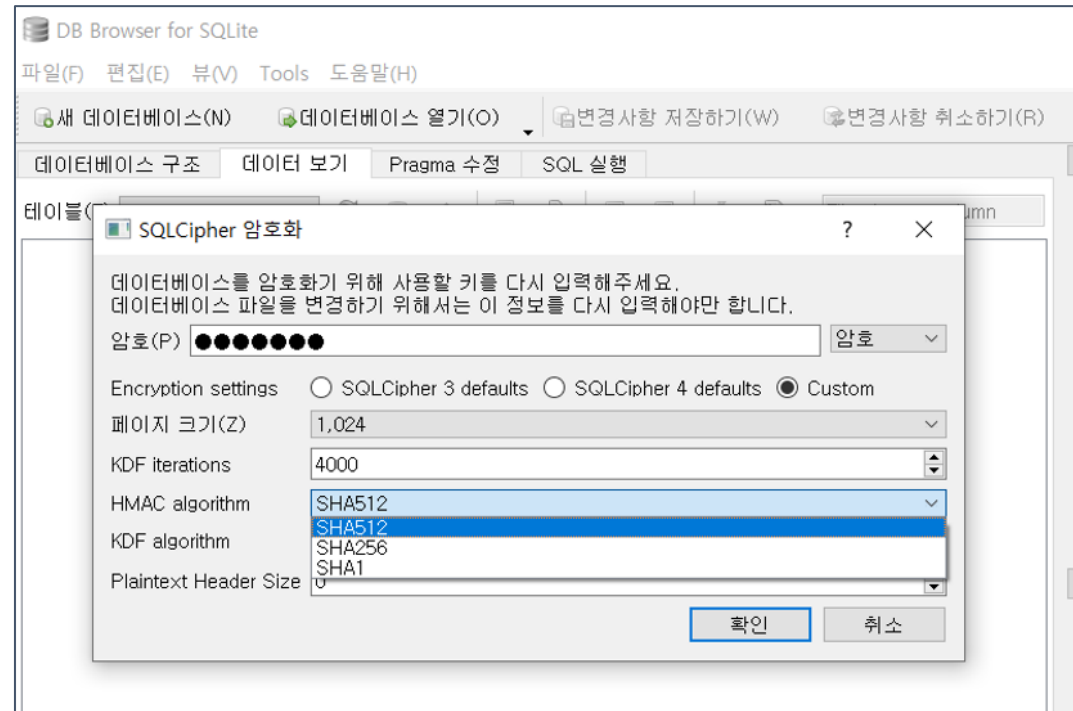 DB Browser for SQLite
파일(F) 편집(E) 뷰(V) Tools 도움말(H)
새 데이터베이스(N) 데이터베이스 열기(O) 변경사항 저장하기(W) 변경사항 취소하기(R)
데이터베이스 구조 데이터 보기 Pragma 수정 SQL 실행
테이블(
SQLCipher 암호화 ?
데이터베이스를 암호화기 위해 사용할 키를 다시 입력해주세요.
데이터베이스 파일을 변경하기 위해서는 이 정보를 다시 입력해야만 합니다.
암호(P) ●●●●●●● 암호
Encryption settings SQLCipher 3 defaults SQLCipher 4 defaults Custom
페이지 크기(Z) 1,024
KDF iterations 4000
HMAC algorithm SHA512
SHA512
KDF algorithm SHA256
SHA1
Plaintext Header Size 0
확인 취소